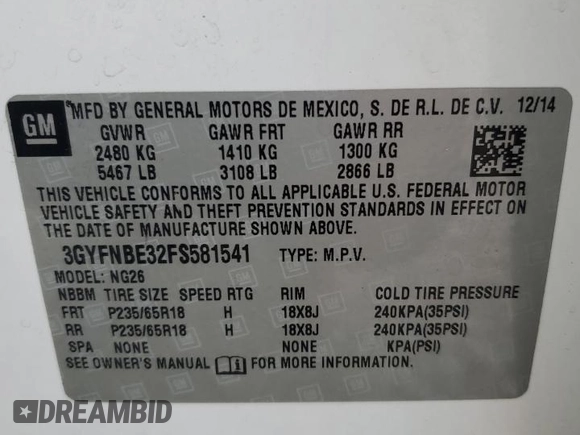 GM
MFD BY GENERAL MOTORS DE MEXICO, S. DE R.L. DE C.V. 12/14
GVWR GAWR FRT GAWR RR
2480 KG 1410 KG 1300 KG
5467 LB 3108 LB 2866 LB
THIS VEHICLE CONFORMS TO ALL APPLICABLE U.S. FEDERAL MOTOR
VEHICLE SAFETY AND THEFT PREVENTION STANDARDS IN EFFECT ON
THE DATE OF MANUFACTURE SHOWN ABOVE.
3GYFNBE32FS581541 TYPE: M.P.V.
MODEL: NG26
NBBM TIRE SIZE SPEED RTG RIM COLD TIRE PRESSURE
FRT P235/65R18 H 18X8J 240KPA(35PSI)
RR P235/65R18 H 18X8J 240KPA(35PSI)
SPA NONE NONE KPA(PSI)
SEE OWNER'S MANUAL FOR MORE INFORMATION.
DREAMBID